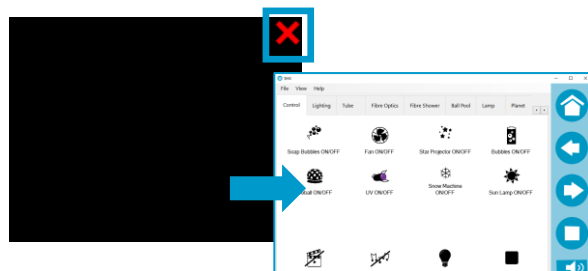 File View Help
Control Lighting Tube Fibre Optics Fibre Shower Ball Pool Lamp Planet
Soap Bubbles ON/OFF Fan ON/OFF Star Projector ON/OFF Bubbles ON/OFF
ball ON/OFF UV ON/OFF Snow Machine ON/OFF Sun Lamp ON/OFF